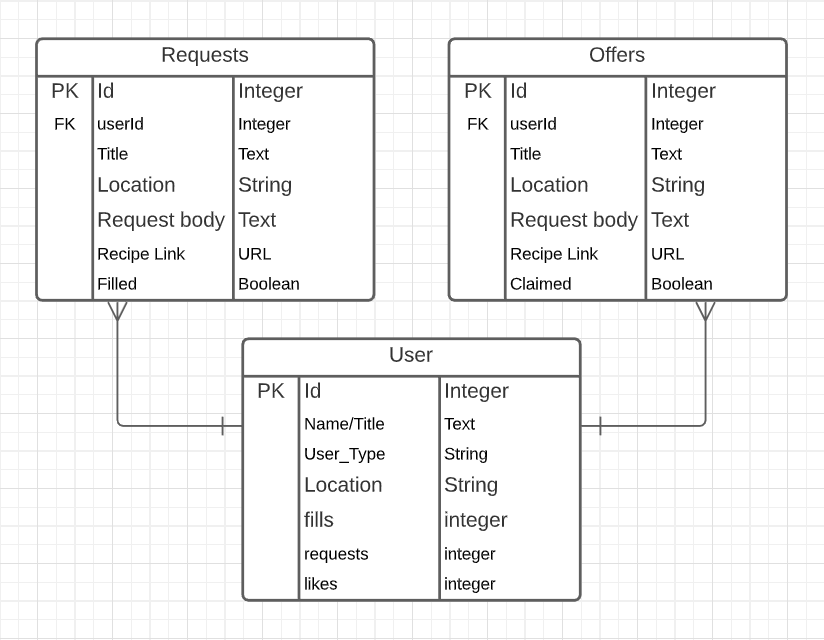 Requests
PK Id Integer
FK userId Integer
Title Text
Location String
Request body Text
Recipe Link URL
Filled Boolean
Offers
PK Id Integer
FK userId Integer
Title Text
Location String
Request body Text
Recipe Link URL
Claimed Boolean
User
PK Id Integer
Name/Title Text
User_Type String
Location String
fills integer
requests integer
likes integer